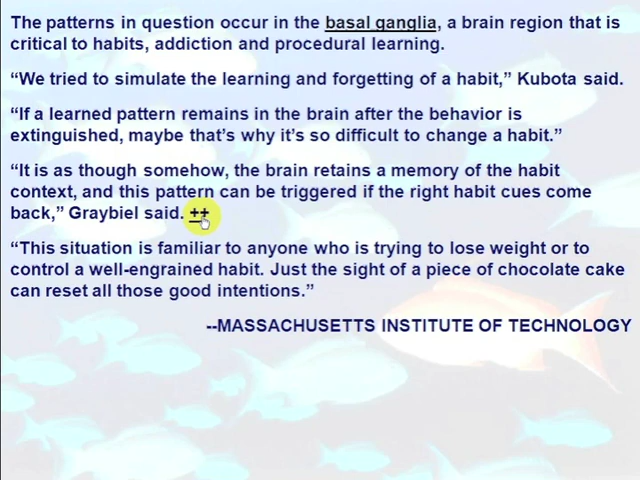 The patterns in question occur in the basal ganglia, a brain region that is
critical to habits, addiction and procedural learning.
“We tried to simulate the learning and forgetting of a habit,” Kubota said.
“If a learned pattern remains in the brain after the behavior is
extinguished, maybe that’s why it’s so difficult to change a habit.”
“It is as though somehow, the brain retains a memory of the habit
context, and this pattern can be triggered if the right habit cues come
back,” Graybiel said. ++
“This situation is familiar to anyone who is trying to lose weight or to
control a well-engrained habit. Just the sight of a piece of chocolate cake
can reset all those good intentions.”
--MASSACHUSETTS INSTITUTE OF TECHNOLOGY